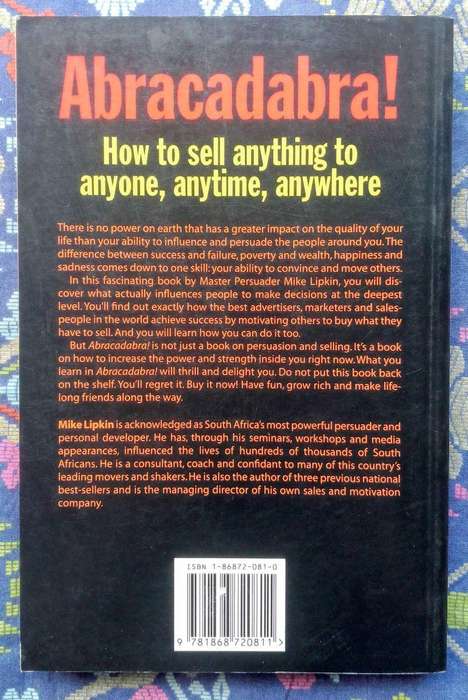 Abracadabra!
How to sell anything to
anyone, anytime, anywhere
There is no power on earth that has a greater impact on the quality of your
life than your ability to influence and persuade the people around you. The
difference between success and failure, poverty and wealth, happiness and
sadness comes down to one skill: your ability to convince and move others.
In this fascinating book by Master Persuader Mike Lipkin, you will dis-
cover what actually influences people to make decisions at the deepest
level. You'll find out exactly how the best advertisers, marketers and sales-
people in the world achieve success by motivating others to buy what they
have to sell. And you will learn how you can do it too.
But Abracadabra! is not just a book on persuasion and selling. It's a book
on how to increase the power and strength inside you right now. What you
learn in Abracadabra! will thrill and delight you. Do not put this book back
on the shelf. You'll regret it. Buy it now! Have fun, grow rich and make life-
long friends along the way.
Mike Lipkin is acknowledged as South Africa's most powerful persuader and
personal developer. He has, through his seminars, workshops and media
appearances, influenced the lives of hundreds of thousands of South
Africans. He is a consultant, coach and confidant to many of this country's
leading movers and shakers. He is also the author of three previous national
best-sellers and is the managing director of his own sales and motivation
company.
ISBN 1-86872-081-0
9 781868 720811 >